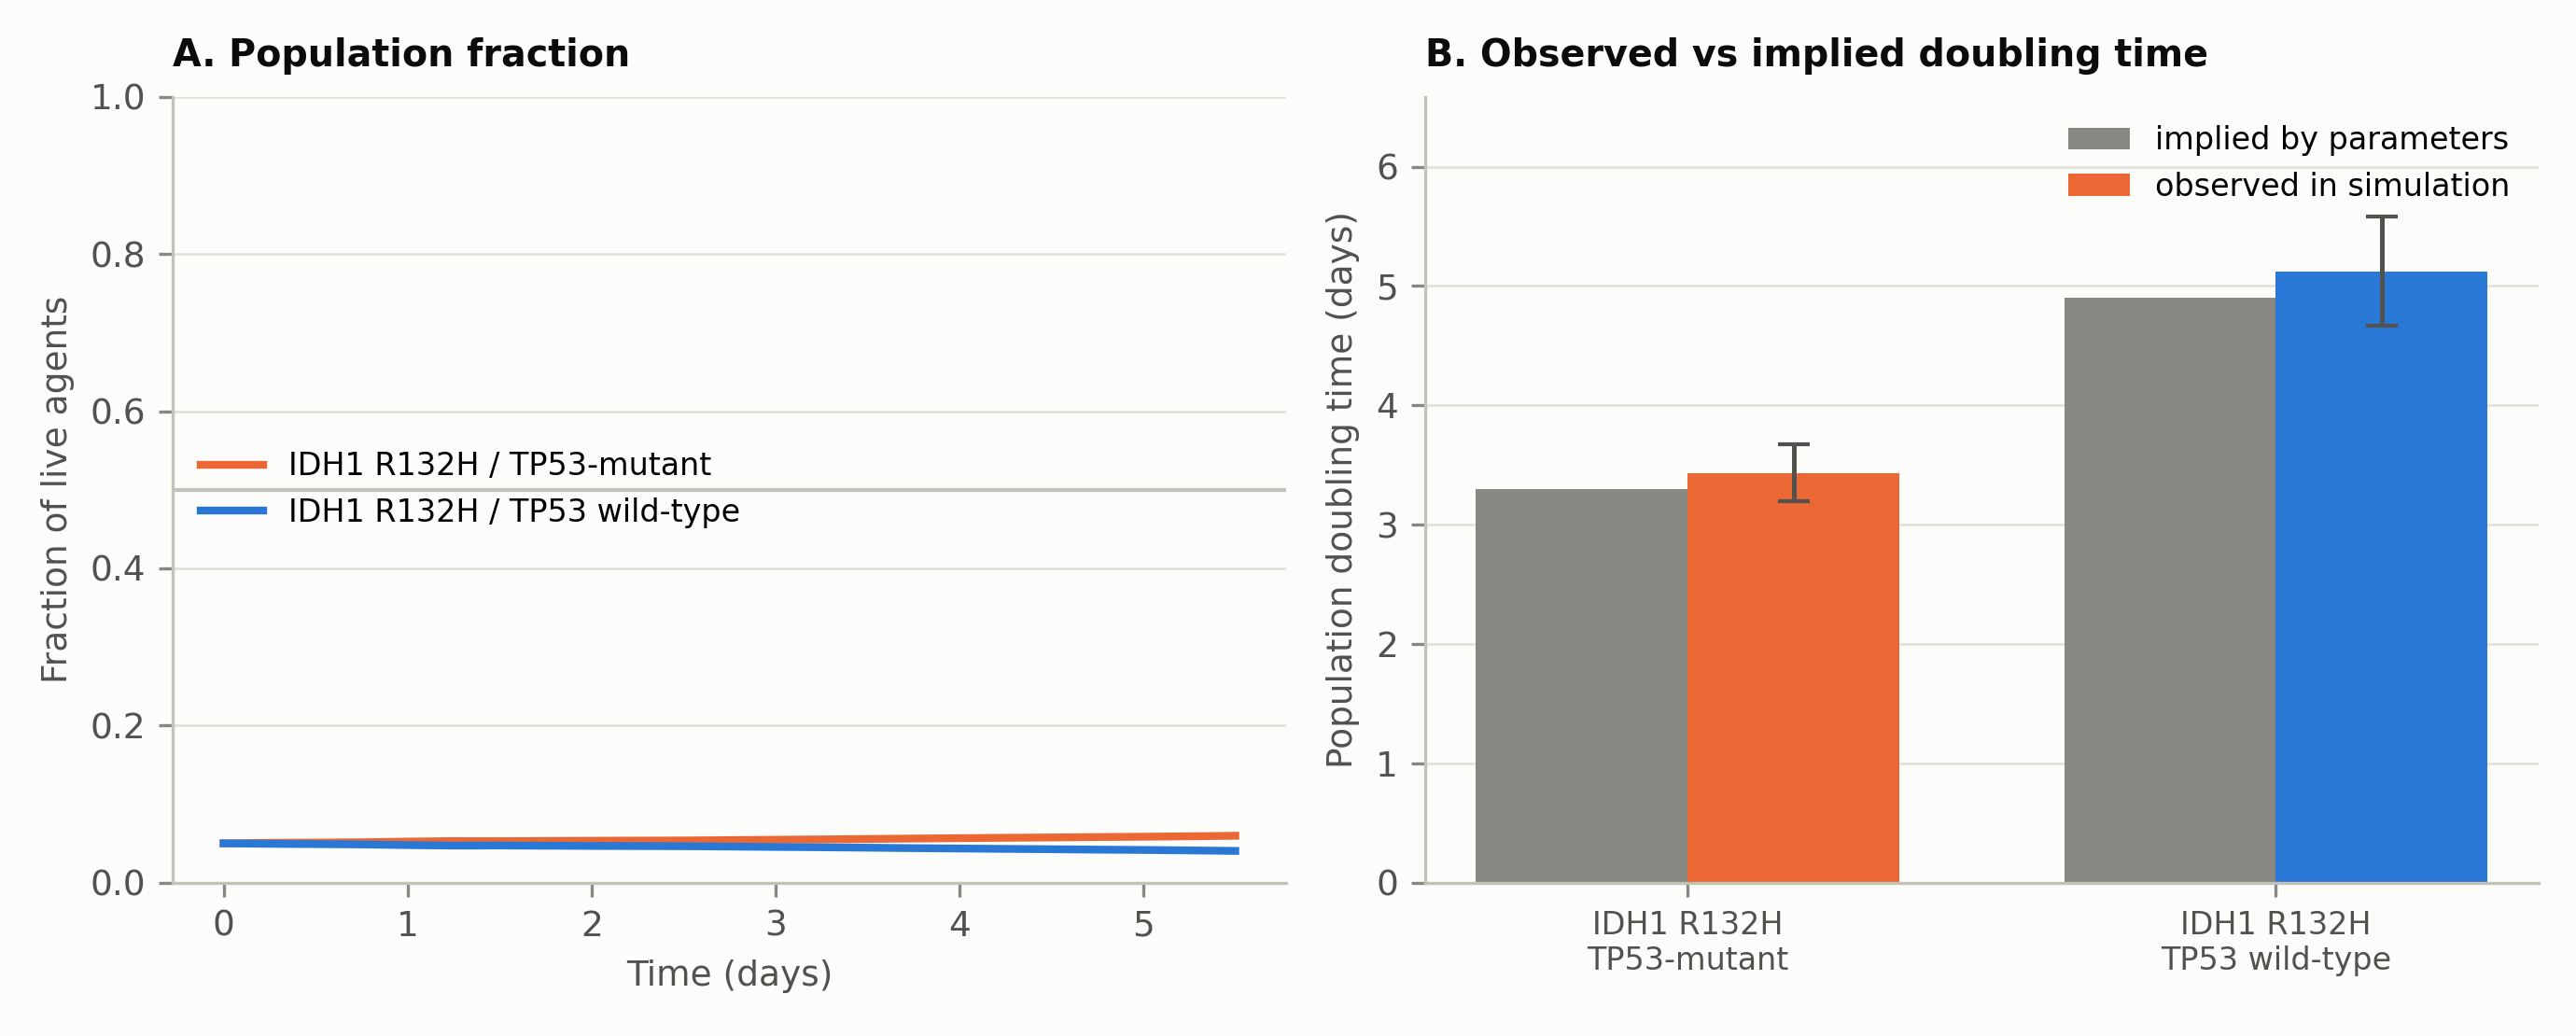 A. Population fraction
Fraction of live agents
1.0
0.8
0.6
0.4
0.2
0.0
IDH1 R132H / TP53-mutant
IDH1 R132H / TP53 wild-type
0 1 2 3 4 5
Time (days)
B. Observed vs implied doubling time
Population doubling time (days)
6
5
4
3
2
1
0
implied by parameters
observed in simulation
IDH1 R132H
TP53-mutant
IDH1 R132H
TP53 wild-type